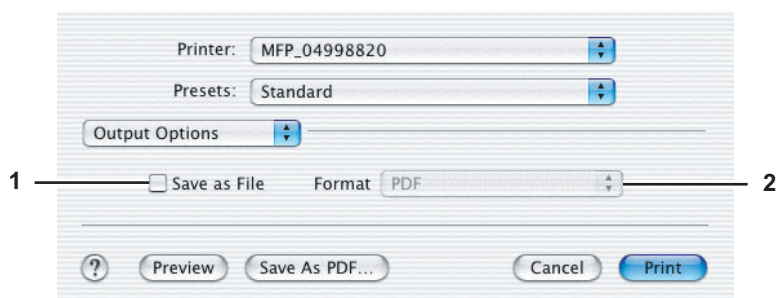 Printer: MFP_04998820
Presets: Standard
Output Options
1 Save as File Format PDF 2
? Preview Save As PDF... Cancel Print